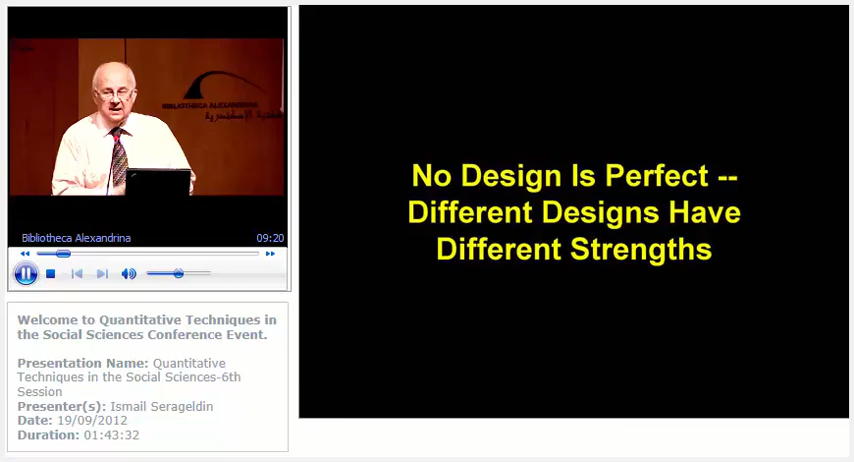 BIBLIOTHECA ALEXANDRINA
Bibliotheca Alexandrina 09:20
Welcome to Quantitative Techniques in
the Social Sciences Conference Event.
Presentation Name: Quantitative
Techniques in the Social Sciences-6th
Session
Presenter(s): Ismail Serageldin
Date: 19/09/2012
Duration: 01:43:32
No Design Is Perfect --
Different Designs Have
Different Strengths